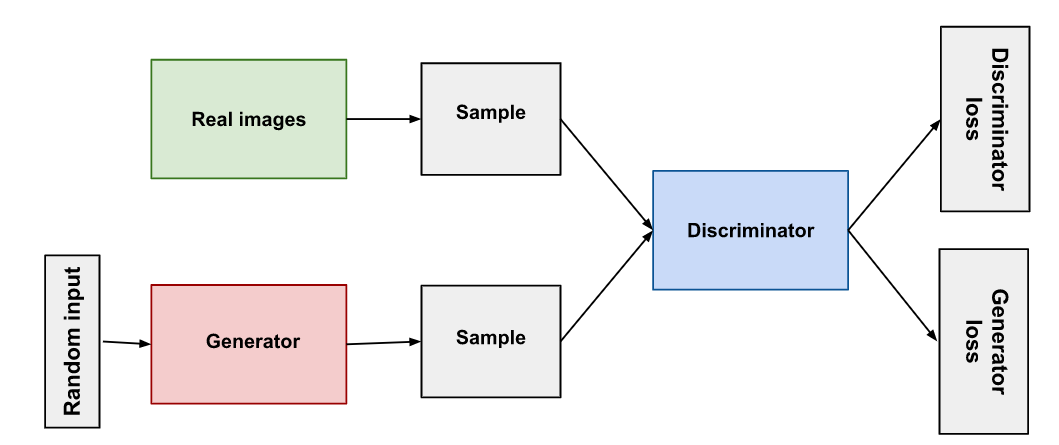 Real images
Sample
Discriminator
loss
Discriminator
Random input
Generator
Sample
Generator
loss